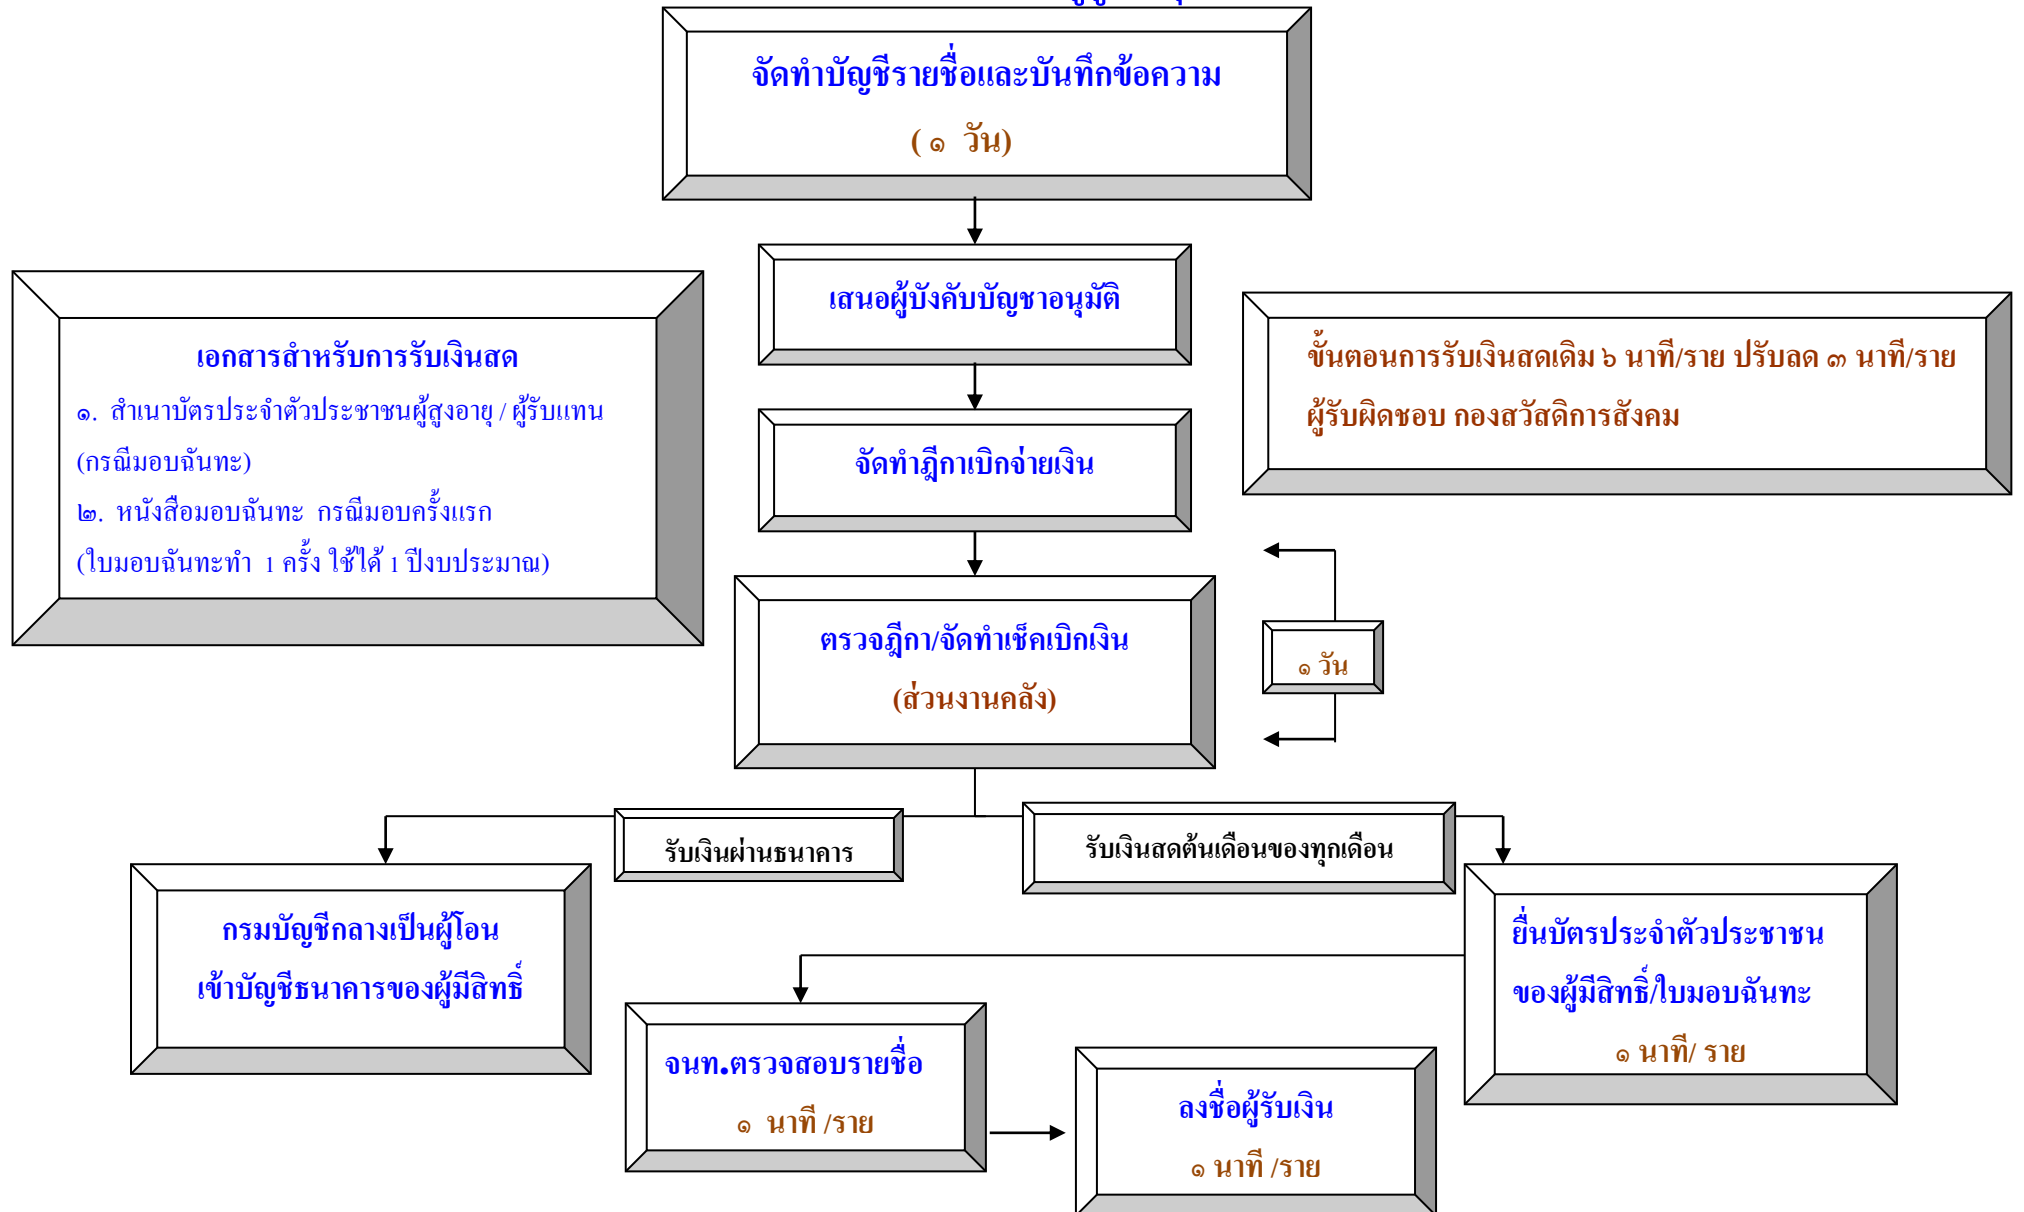 จัดทำบัญชีรายชื่อและบันทึกข้อความ
( ๑ วัน)
เสนอผู้บังคับบัญชาอนุมัติ
เอกสารสำหรับการรับเงินสด
๑. สำเนาบัตรประจำตัวประชาชนผู้สูงอายุ / ผู้รับแทน
(กรณีมอบฉันทะ)
๒. หนังสือมอบฉันทะ กรณีมอบครั้งแรก
(ใบมอบฉันทะทำ 1 ครั้ง ใช้ได้ 1 ปีงบประมาณ)
ขั้นตอนการรับเงินสดเดิม ๖ นาที/ราย ปรับลด ๓ นาที/ราย
ผู้รับผิดชอบ กองสวัสดิการสังคม
จัดทำฎีกาเบิกจ่ายเงิน
ตรวจฎีกา/จัดทำเช็คเบิกเงิน
(ส่วนงานคลัง)
๑ วัน
รับเงินผ่านธนาคาร
รับเงินสดต้นเดือนของทุกเดือน
กรมบัญชีกลางเป็นผู้โอน
เข้าบัญชีธนาคารของผู้มีสิทธิ์
ยื่นบัตรประจำตัวประชาชน
ของผู้มีสิทธิ์/ใบมอบฉันทะ
๑ นาที/ ราย
จนท.ตรวจสอบรายชื่อ
๑ นาที /ราย
ลงชื่อผู้รับเงิน
๑ นาที /ราย